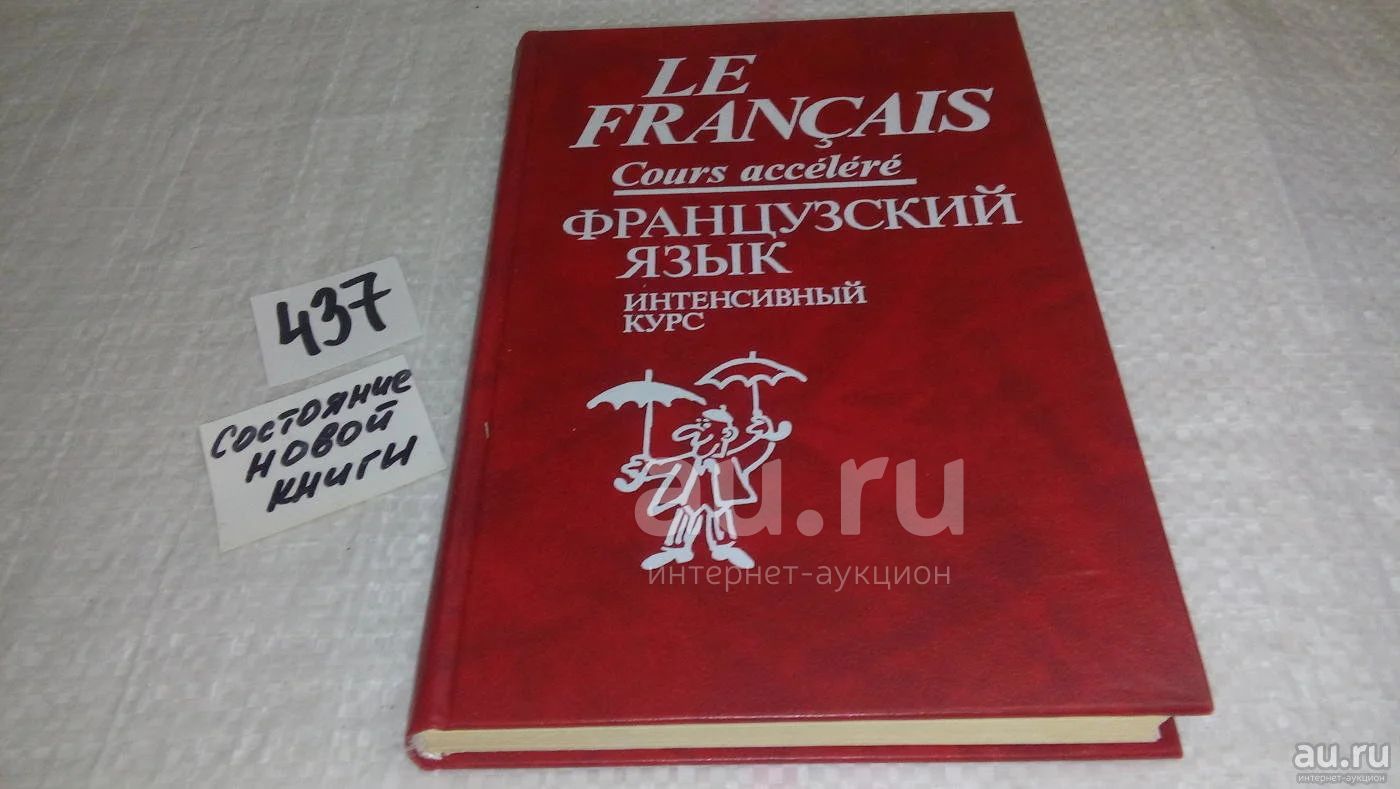 LE
FRANÇAIS
Cours accéléré
ФРАНЦУЗСКИЙ
ЯЗЫК
ИНТЕНСИВНЫЙ
КУРС
437
Состояние
новой
книги
au.ru
интернет-аукцион
au.ru
интернет-аукцион